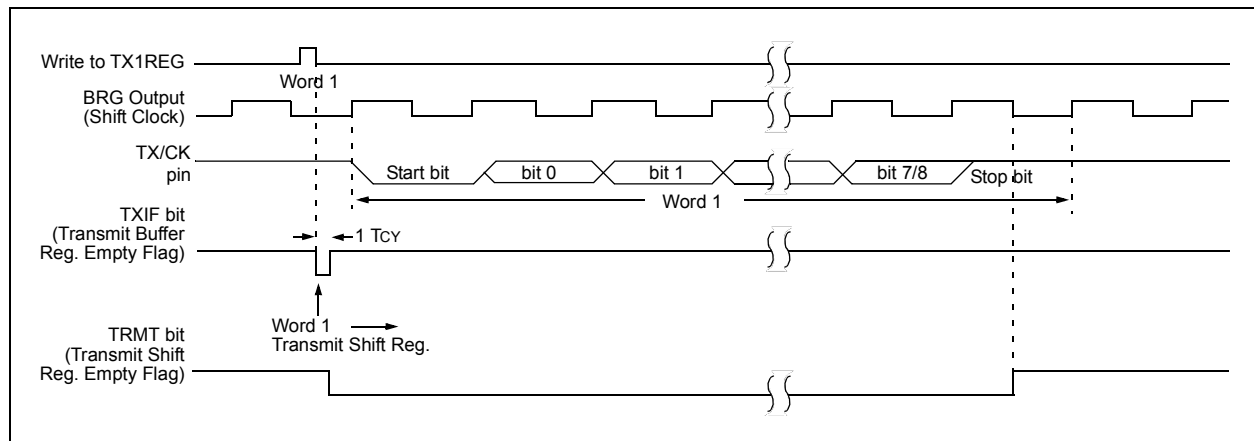 Write to TX1REG
Word 1
BRG Output
(Shift Clock)
TX/CK
pin
Start bit
bit 0
bit 1
bit 7/8
Stop bit
Word 1
TXIF bit
(Transmit Buffer
Reg. Empty Flag)
1 TCY
Word 1
Transmit Shift Reg.
TRMT bit
(Transmit Shift
Reg. Empty Flag)